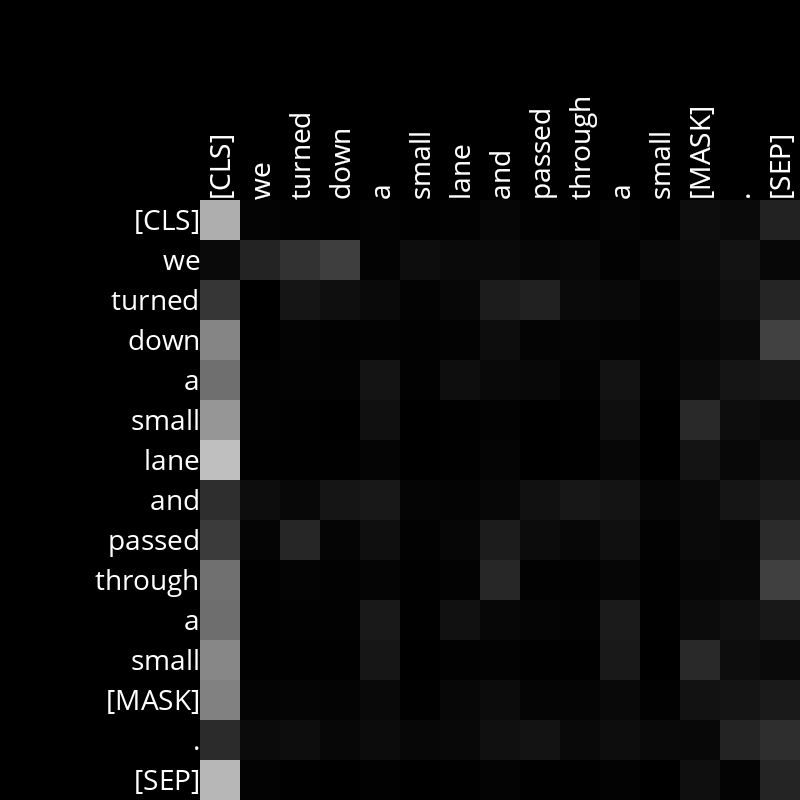 [CLS] we turned down a small lane and passed through a small [MASK] . [SEP]
[CLS]
we
turned
down
a
small
lane
and
passed
through
a
small
[MASK]
.
[SEP]